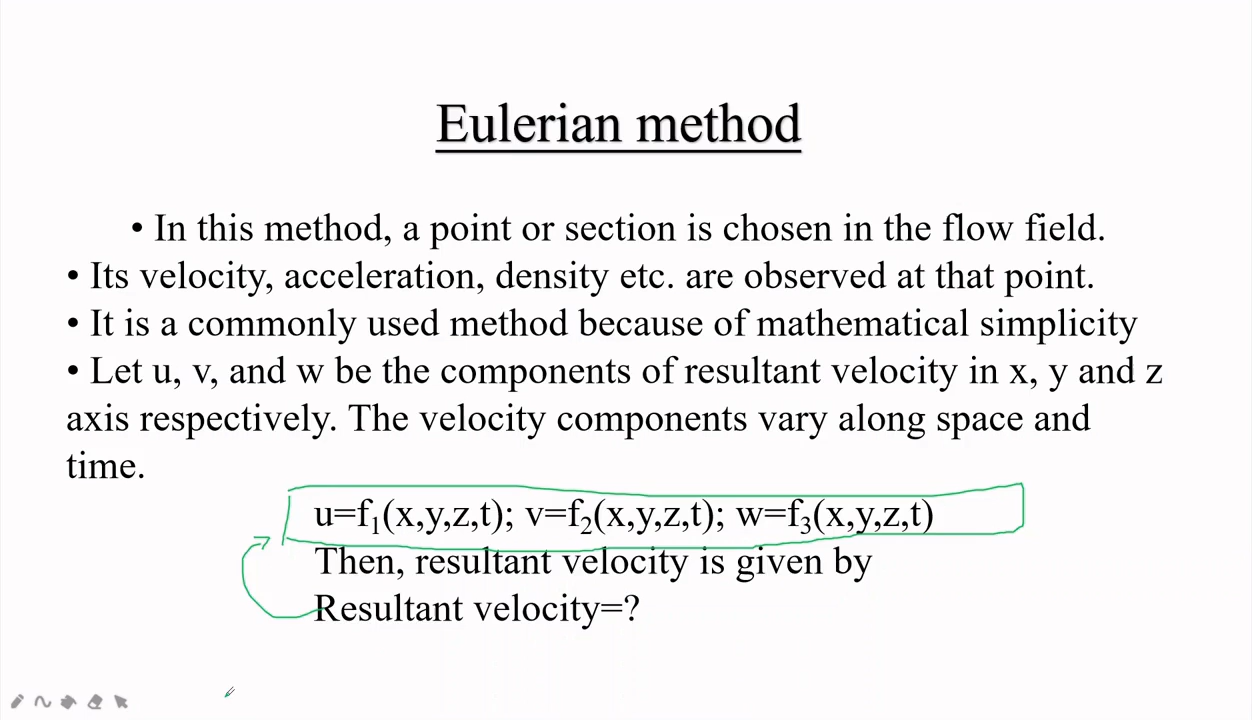 Eulerian method
• In this method, a point or section is chosen in the flow field.
• Its velocity, acceleration, density etc. are observed at that point.
• It is a commonly used method because of mathematical simplicity
• Let u, v, and w be the components of resultant velocity in x, y and z
axis respectively. The velocity components vary along space and
time.
u=f₁(x,y,z,t); v=f₂(x,y,z,t); w=f₃(x,y,z,t)
Then, resultant velocity is given by
Resultant velocity=?